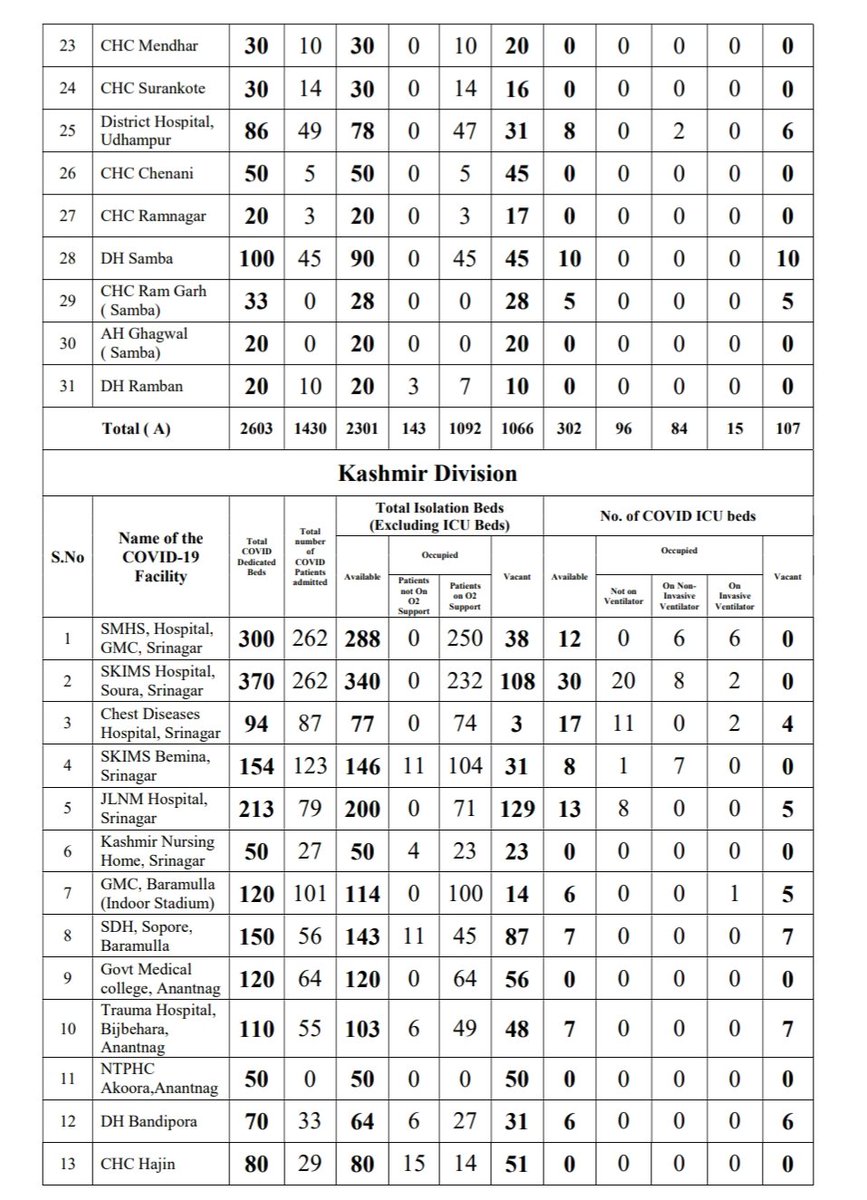 23 CHC Mendhar 30 10 30 0 10 20 0 0 0 0 0
24 CHC Surankote 30 14 30 0 14 16 0 0 0 0 0
25 District Hospital, Udhampur 86 49 78 0 47 31 8 0 2 0 6
26 CHC Chenani 50 5 50 0 5 45 0 0 0 0 0
27 CHC Ramnagar 20 3 20 0 3 17 0 0 0 0 0
28 DH Samba 100 45 90 0 45 45 10 0 0 0 10
29 CHC Ram Garh ( Samba) 33 0 28 0 0 28 5 0 0 0 5
30 AH Ghagwal ( Samba) 20 0 20 0 0 20 0 0 0 0 0
31 DH Ramban 20 10 20 3 7 10 0 0 0 0 0
Total ( A) 2603 1430 2301 143 1092 1066 302 96 84 15 107
Kashmir Division
S.No
Name of the COVID-19 Facility
Total COVID Dedicated Beds
Total number of COVID Patients admitted
Total Isolation Beds (Excluding ICU Beds)
Available
Occupied
Patients not On O2 Support
Patients on O2 Support
Vacant
No. of COVID ICU beds
Available
Occupied
Not on Ventilator
On Non-Invasive Ventilator
On Invasive Ventilator
Vacant
1 SMHS, Hospital, GMC, Srinagar 300 262 288 0 250 38 12 0 6 6 0
2 SKIMS Hospital, Soura, Srinagar 370 262 340 0 232 108 30 20 8 2 0
3 Chest Diseases Hospital, Srinagar 94 87 77 0 74 3 17 11 0 2 4
4 SKIMS Bemina, Srinagar 154 123 146 11 104 31 8 1 7 0 0
5 JLNM Hospital, Srinagar 213 79 200 0 71 129 13 8 0 0 5
6 Kashmir Nursing Home, Srinagar 50 27 50 4 23 23 0 0 0 0 0
7 GMC, Baramulla (Indoor Stadium) 120 101 114 0 100 14 6 0 0 1 5
8 SDH, Sopore, Baramulla 150 56 143 11 45 87 7 0 0 0 7
9 Govt Medical college, Anantnag 120 64 120 0 64 56 0 0 0 0 0
10 Trauma Hospital, Bijbehara, Anantnag 110 55 103 6 49 48 7 0 0 0 7
11 NTPHC Akoora,Anantnag 50 0 50 0 0 50 0 0 0 0 0
12 DH Bandipora 70 33 64 6 27 31 6 0 0 0 6
13 CHC Hajin 80 29 80 15 14 51 0 0 0 0 0